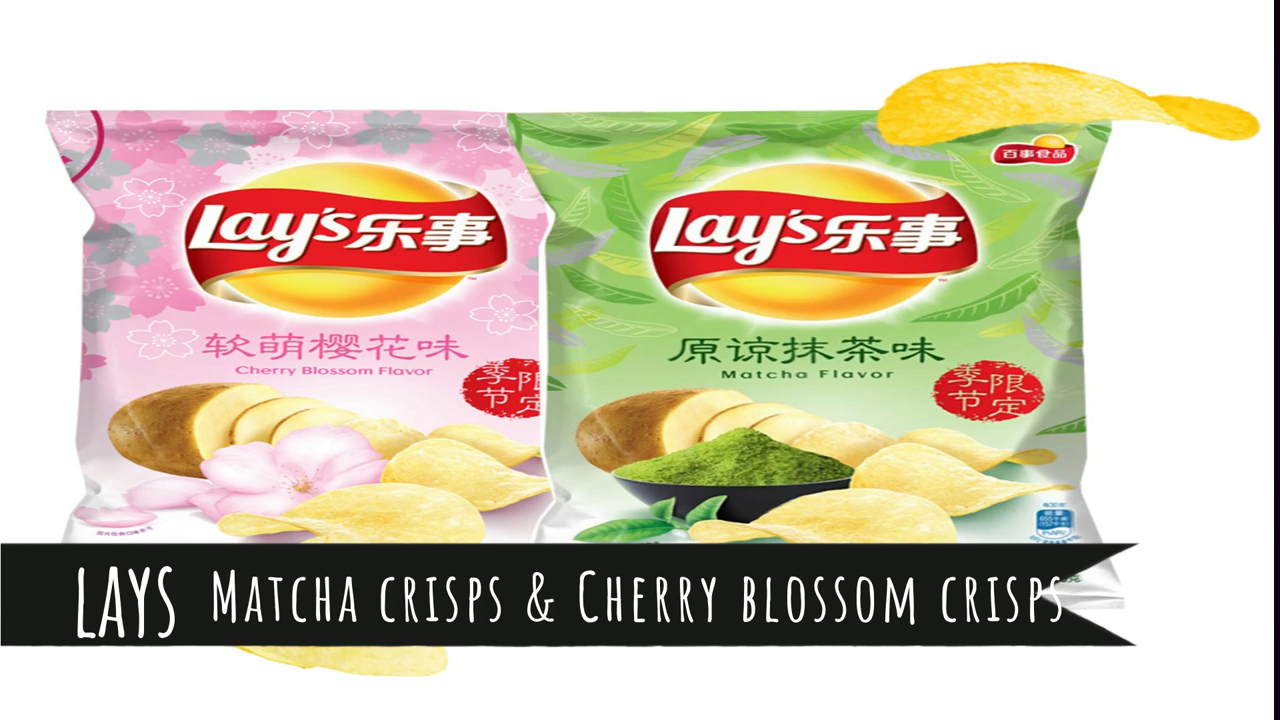 Lay's乐事
软萌樱花味
Cherry Blossom Flavor
季限
节定
Lay's乐事
百事食品
原谅抹茶味
Matcha Flavor
季限
节定
LAYS Matcha crisps & Cherry blossom crisps